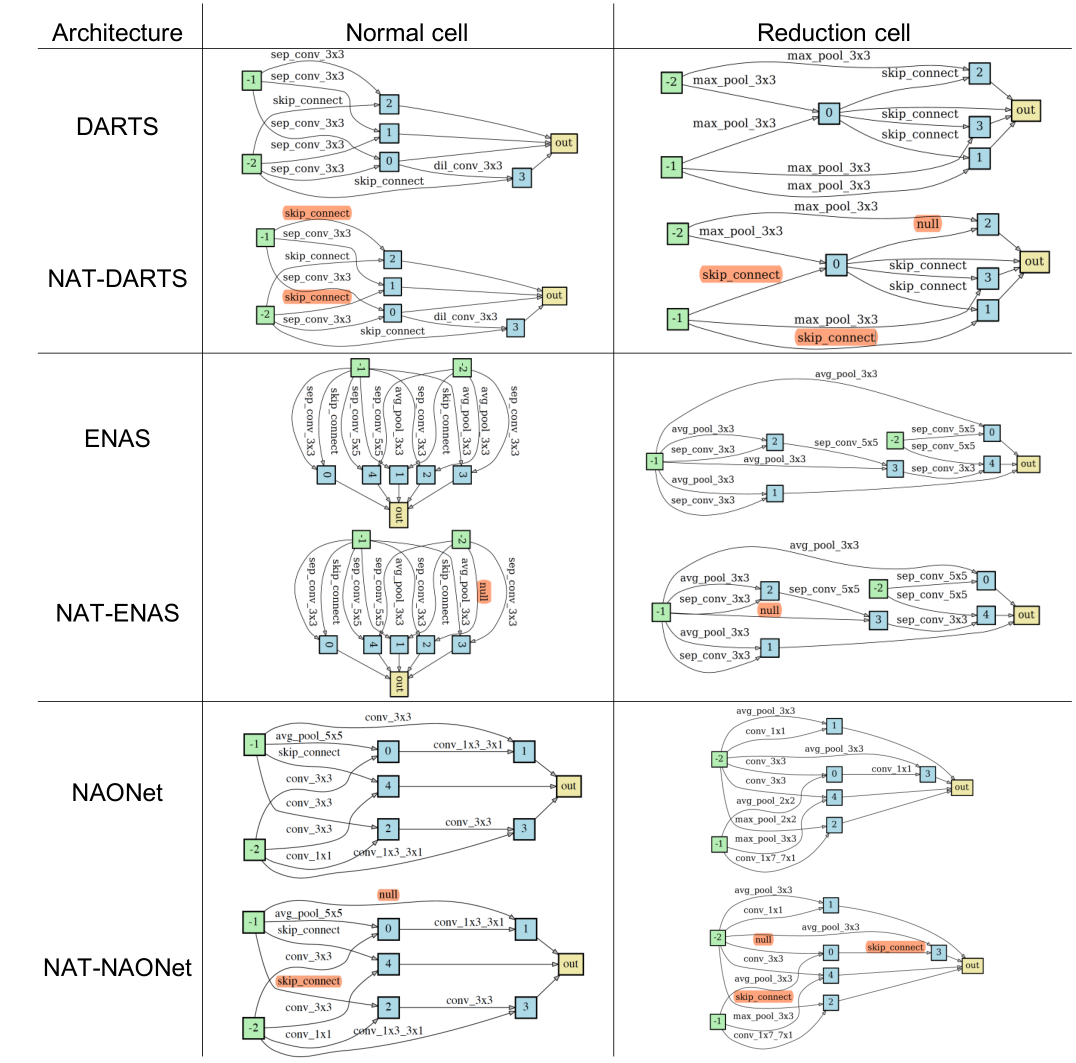 Architecture Normal cell Reduction cell
DARTS
sep_conv_3x3
-1 sep_conv_3x3
skip_connect 2
sep_conv_3x3 1
sep_conv_3x3 out
-2 0 dil_conv_3x3
sep_conv_3x3 3
skip_connect
max_pool_3x3
-2 max_pool_3x3 skip_connect 2
0 skip_connect out
max_pool_3x3 3
skip_connect
-1 max_pool_3x3 1
max_pool_3x3
NAT-DARTS
skip_connect
-1 sep_conv_3x3
skip_connect 2
sep_conv_3x3 1
skip_connect out
-2 sep_conv_3x3 0 dil_conv_3x3
skip_connect 3
max_pool_3x3
-2 max_pool_3x3 null 2
skip_connect 0 skip_connect out
skip_connect 3
-1 max_pool_3x3 1
skip_connect
ENAS
-1 -2
sep_conv_3x3
skip_connect
sep_conv_5x5
sep_conv_5x5
avg_pool_3x3
sep_conv_3x3
skip_connect
avg_pool_3x3
avg_pool_3x3
sep_conv_3x3
0 4 1 2 3
out
avg_pool_3x3
avg_pool_3x3 2 -2 sep_conv_5x5 0
sep_conv_3x3 sep_conv_5x5 sep_conv_5x5
-1 avg_pool_3x3 3 sep_conv_3x3 4 out
avg_pool_3x3
sep_conv_3x3 1
NAT-ENAS
-1 -2
sep_conv_3x3
skip_connect
sep_conv_5x5
sep_conv_5x5
avg_pool_3x3
sep_conv_3x3
skip_connect
avg_pool_3x3
null
sep_conv_3x3
0 4 1 2 3
out
avg_pool_3x3
avg_pool_3x3 2 sep_conv_5x5 -2 sep_conv_5x5 0
sep_conv_3x3 sep_conv_5x5
-1 null 3 sep_conv_3x3 4 out
avg_pool_3x3
sep_conv_3x3 1
NAONet
conv_3x3
-1 avg_pool_5x5
skip_connect 0 conv_1x3_3x1 1
conv_3x3 4 out
conv_3x3
conv_3x3 2 conv_3x3 3
-2 conv_1x1 conv_1x3_3x1
avg_pool_3x3
conv_1x1 1
-2 avg_pool_3x3
conv_3x3 0 conv_1x1 3
conv_3x3 out
avg_pool_2x2 4
max_pool_2x2 2
-1 max_pool_3x3
conv_1x7_7x1
NAT-NAONet
null
-1 avg_pool_5x5
skip_connect 0 conv_1x3_3x1 1
conv_3x3 4 out
skip_connect
conv_3x3 2 conv_3x3 3
-2 conv_1x1 conv_1x3_3x1
avg_pool_3x3
conv_1x1 1
-2 avg_pool_3x3
null 0 skip_connect 3
conv_3x3 out
avg_pool_3x3 4
skip_connect 2
-1 max_pool_3x3
conv_1x7_7x1